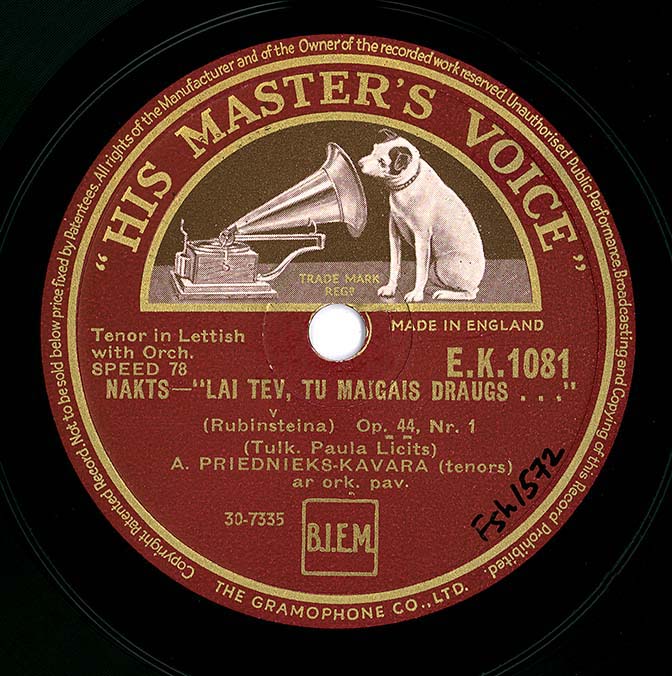 Copyright. Patented Record. Not to be sold below price fixed by Patentees. All rights of the Manufacturer and of the Owner of the recorded work reserved. Unauthorised Public Performance, Broadcasting and Copying of this Record Prohibited.
"HIS MASTER'S VOICE"
TRADE MARK
REGD
MADE IN ENGLAND
Tenor in Lettish
with Orch.
SPEED 78
E.K.1081
NAKTS—"LAI TEV, TU MAIGAIS DRAUGS . . ."
(Rubinšteina) Op. 44, Nr. 1
(Tulk. Paula Līcīts)
A. PRIEDNIEKS-KAVARA (tenors)
ar ork. pav.
30-7335
B.I.E.M.
Fsh1572
THE GRAMOPHONE CO., LTD.